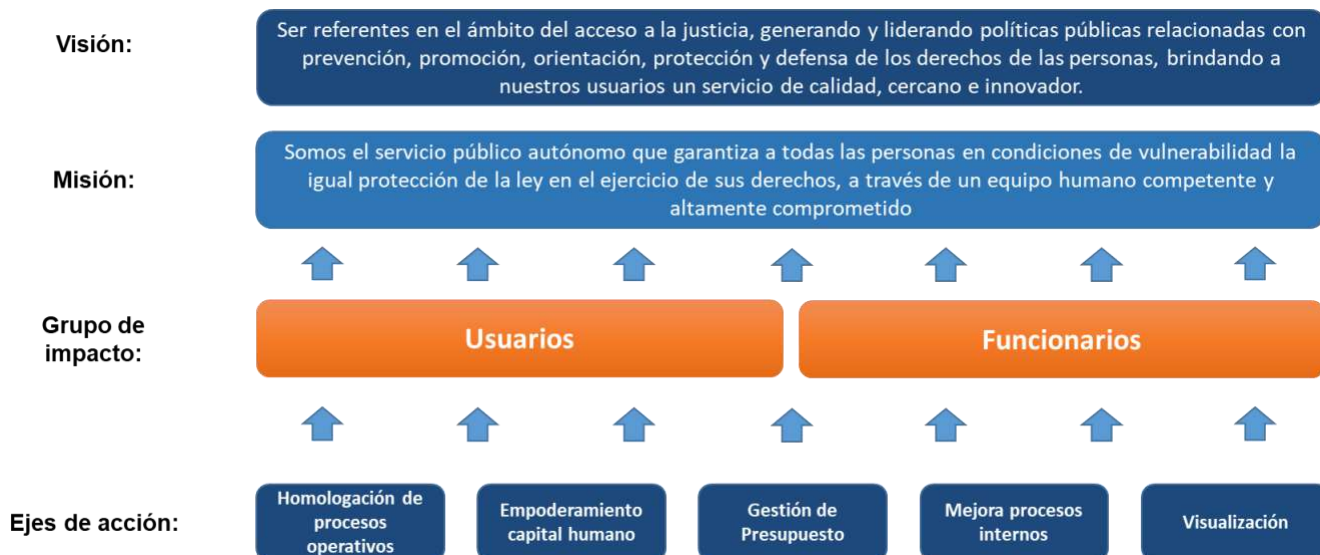 Visión:
Ser referentes en el ámbito del acceso a la justicia, generando y liderando políticas públicas relacionadas con
prevención, promoción, orientación, protección y defensa de los derechos de las personas, brindando a
nuestros usuarios un servicio de calidad, cercano e innovador.
Misión:
Somos el servicio público autónomo que garantiza a todas las personas en condiciones de vulnerabilidad la
igual protección de la ley en el ejercicio de sus derechos, a través de un equipo humano competente y
altamente comprometido
Grupo de
impacto:
Usuarios
Funcionarios
Ejes de acción:
Homologación de
procesos
operativos
Empoderamiento
capital humano
Gestión de
Presupuesto
Mejora procesos
internos
Visualización